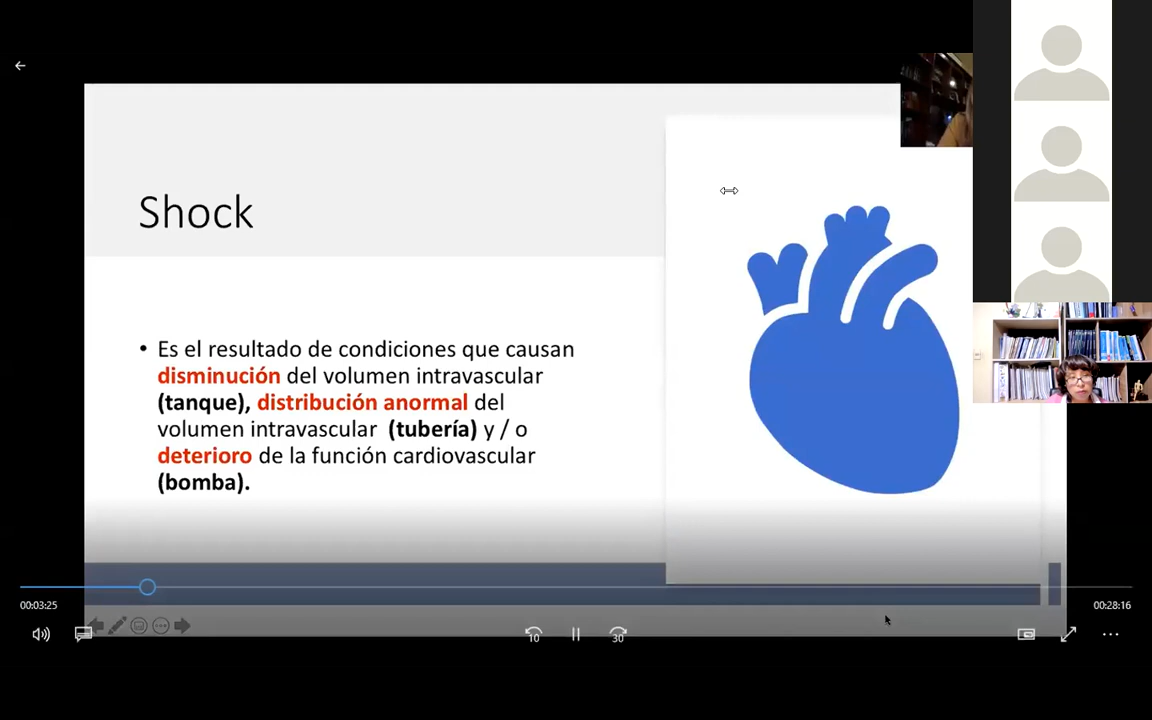 Shock
• Es el resultado de condiciones que causan
disminución del volumen intravascular
(tanque), distribución anormal del
volumen intravascular (tubería) y / o
deterioro de la función cardiovascular
(bomba).
00:03:25
00:28:16
10
30